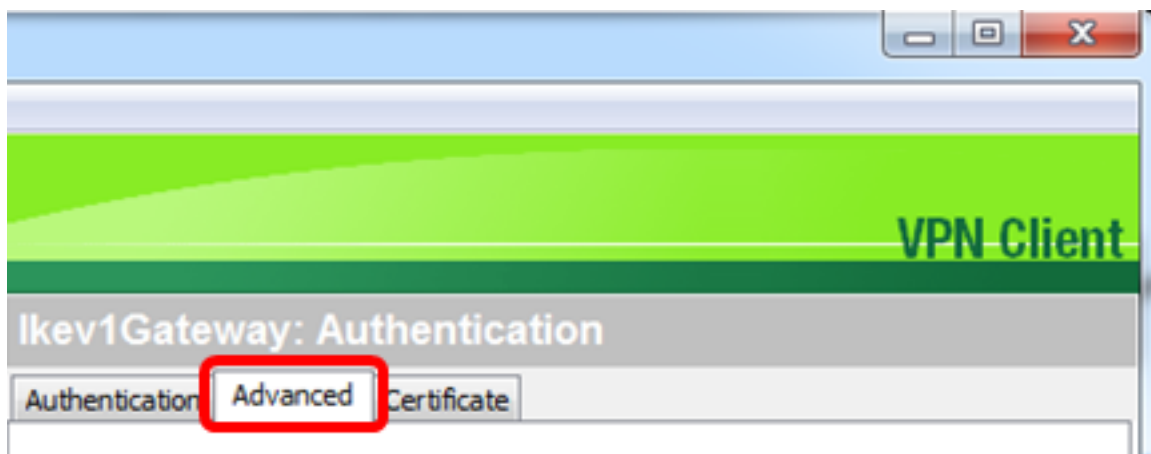 VPN Client
Ikev1Gateway: Authentication
Authentication Advanced Certificate